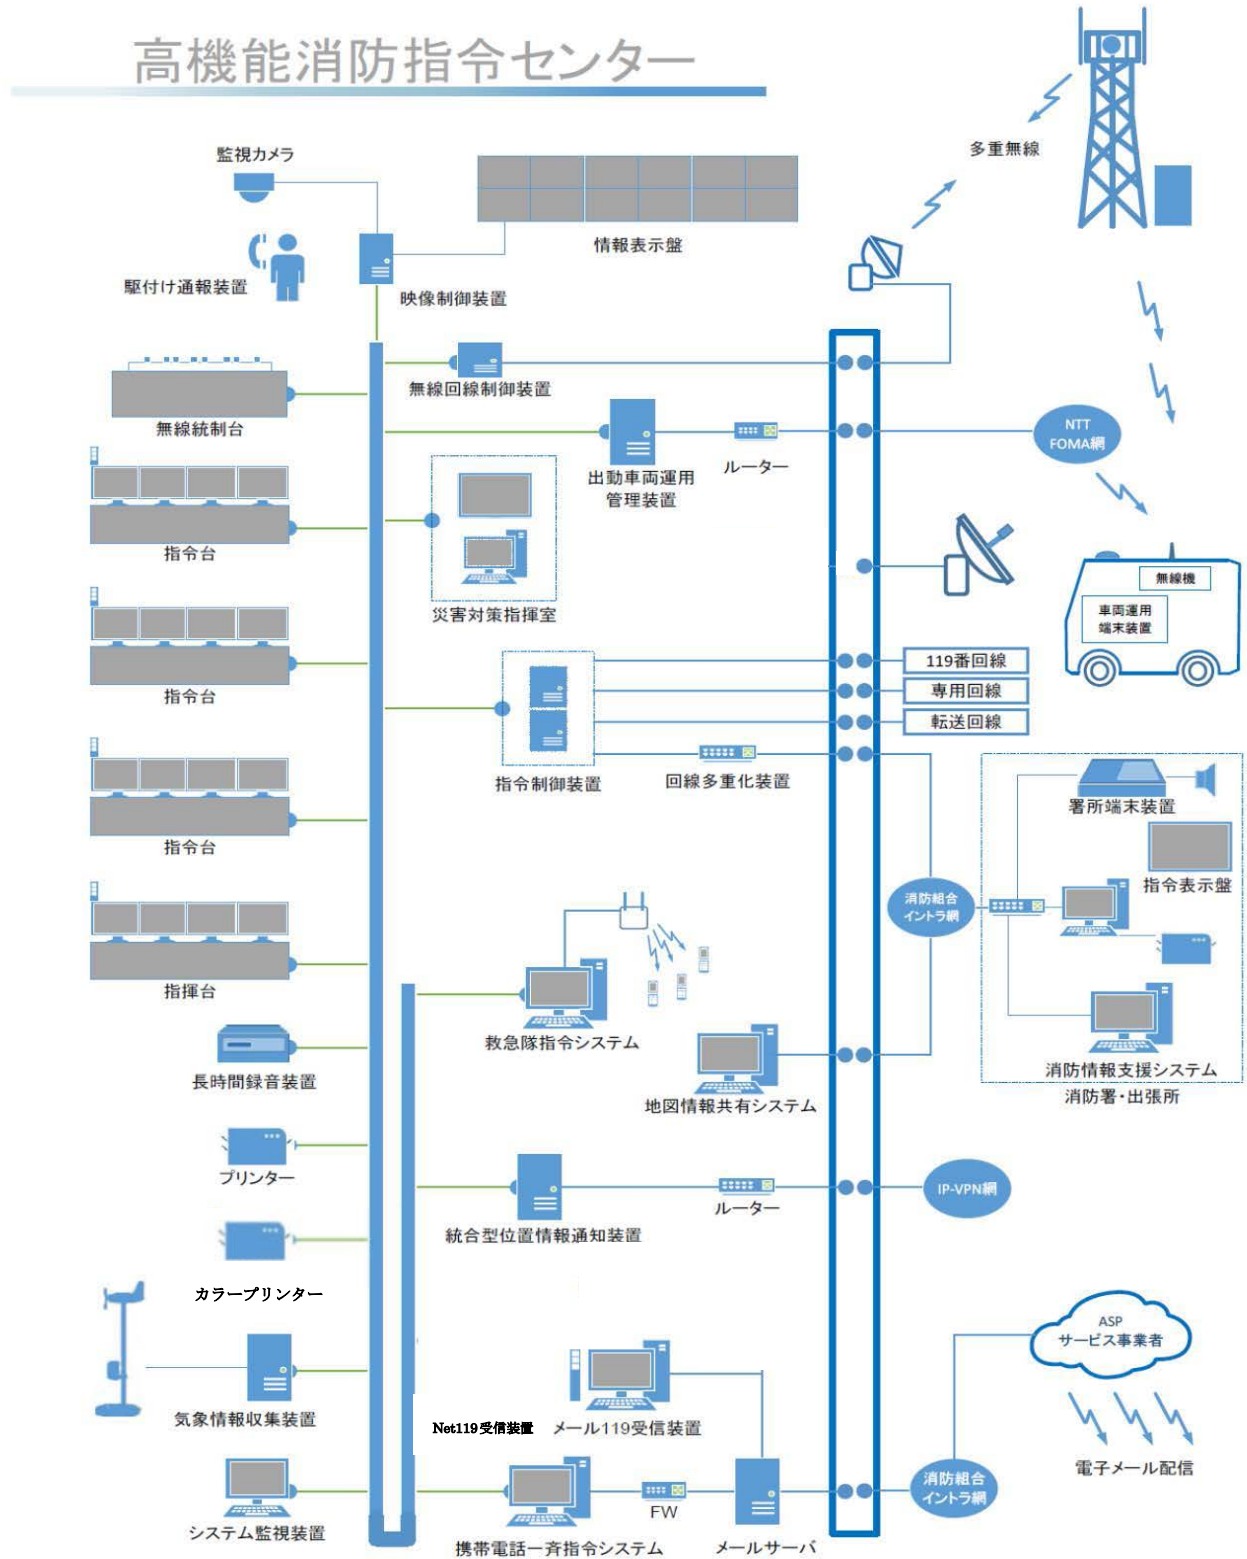 高機能消防指令センター
監視カメラ
多重無線
情報表示盤
駆付け通報装置
映像制御装置
無線回線制御装置
無線統制台
NTT
FOMA網
ルーター
出動車両運用
管理装置
指令台
無線機
車両運用
端末装置
災害対策指揮室
119番回線
専用回線
転送回線
指令台
指令制御装置
回線多重化装置
署所端末装置
指令台
指令表示盤
消防組合
イントラ網
指揮台
救急隊指令システム
長時間録音装置
消防情報支援システム
消防署・出張所
地図情報共有システム
プリンター
IP-VPN網
ルーター
統合型位置情報通知装置
カラープリンター
ASP
サービス事業者
気象情報収集装置
Net119受信装置
メール119受信装置
電子メール配信
消防組合
イントラ網
FW
システム監視装置
携帯電話一斉指令システム
メールサーバ